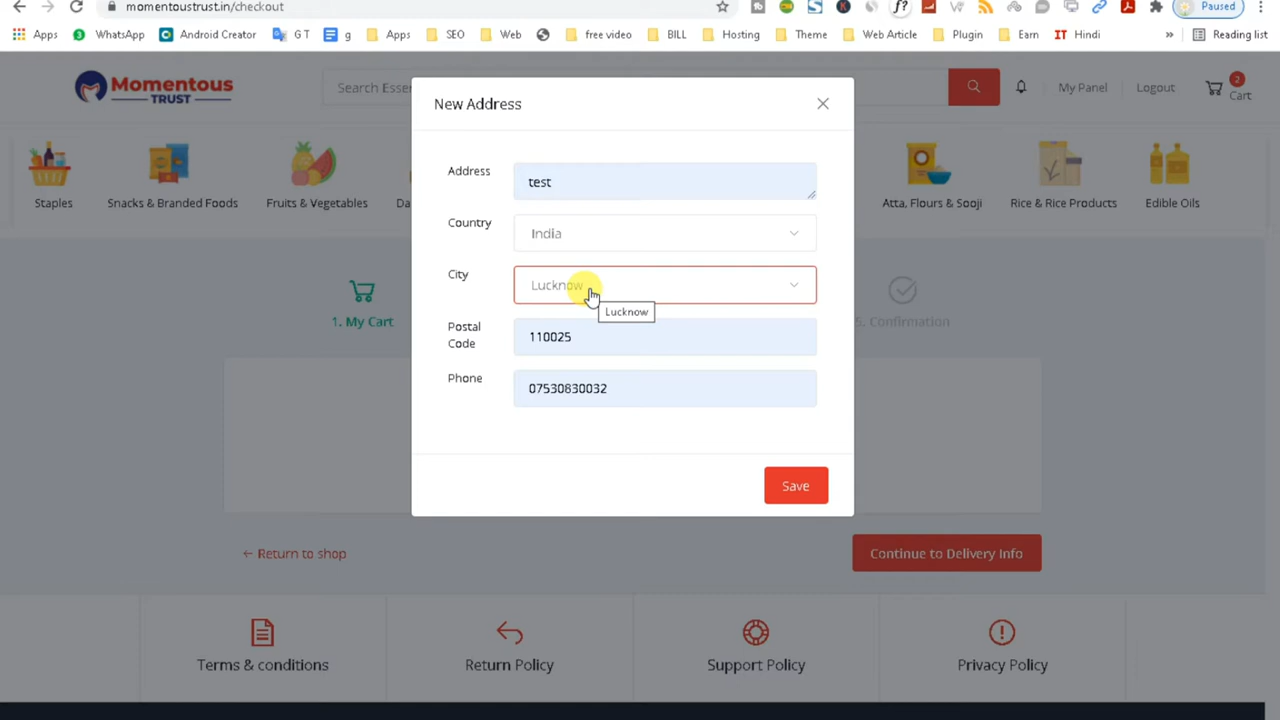 momentoustrust.in/checkout
Paused
Apps
WhatsApp
Android Creator
G T
g
Apps
SEO
Web
free video
BILL
Hosting
Theme
Web Article
Plugin
Earn
IT
Hindi
»
Reading list
Momentous
TRUST
Search Esse
My Panel
Logout
2
Cart
Staples
Snacks & Branded Foods
Fruits & Vegetables
Da
Atta, Flours & Sooji
Rice & Rice Products
Edible Oils
New Address
Address
test
Country
India
City
Lucknow
Lucknow
Postal
Code
110025
Phone
07530830032
Save
1. My Cart
5. Confirmation
← Return to shop
Continue to Delivery Info
Terms & conditions
Return Policy
Support Policy
Privacy Policy